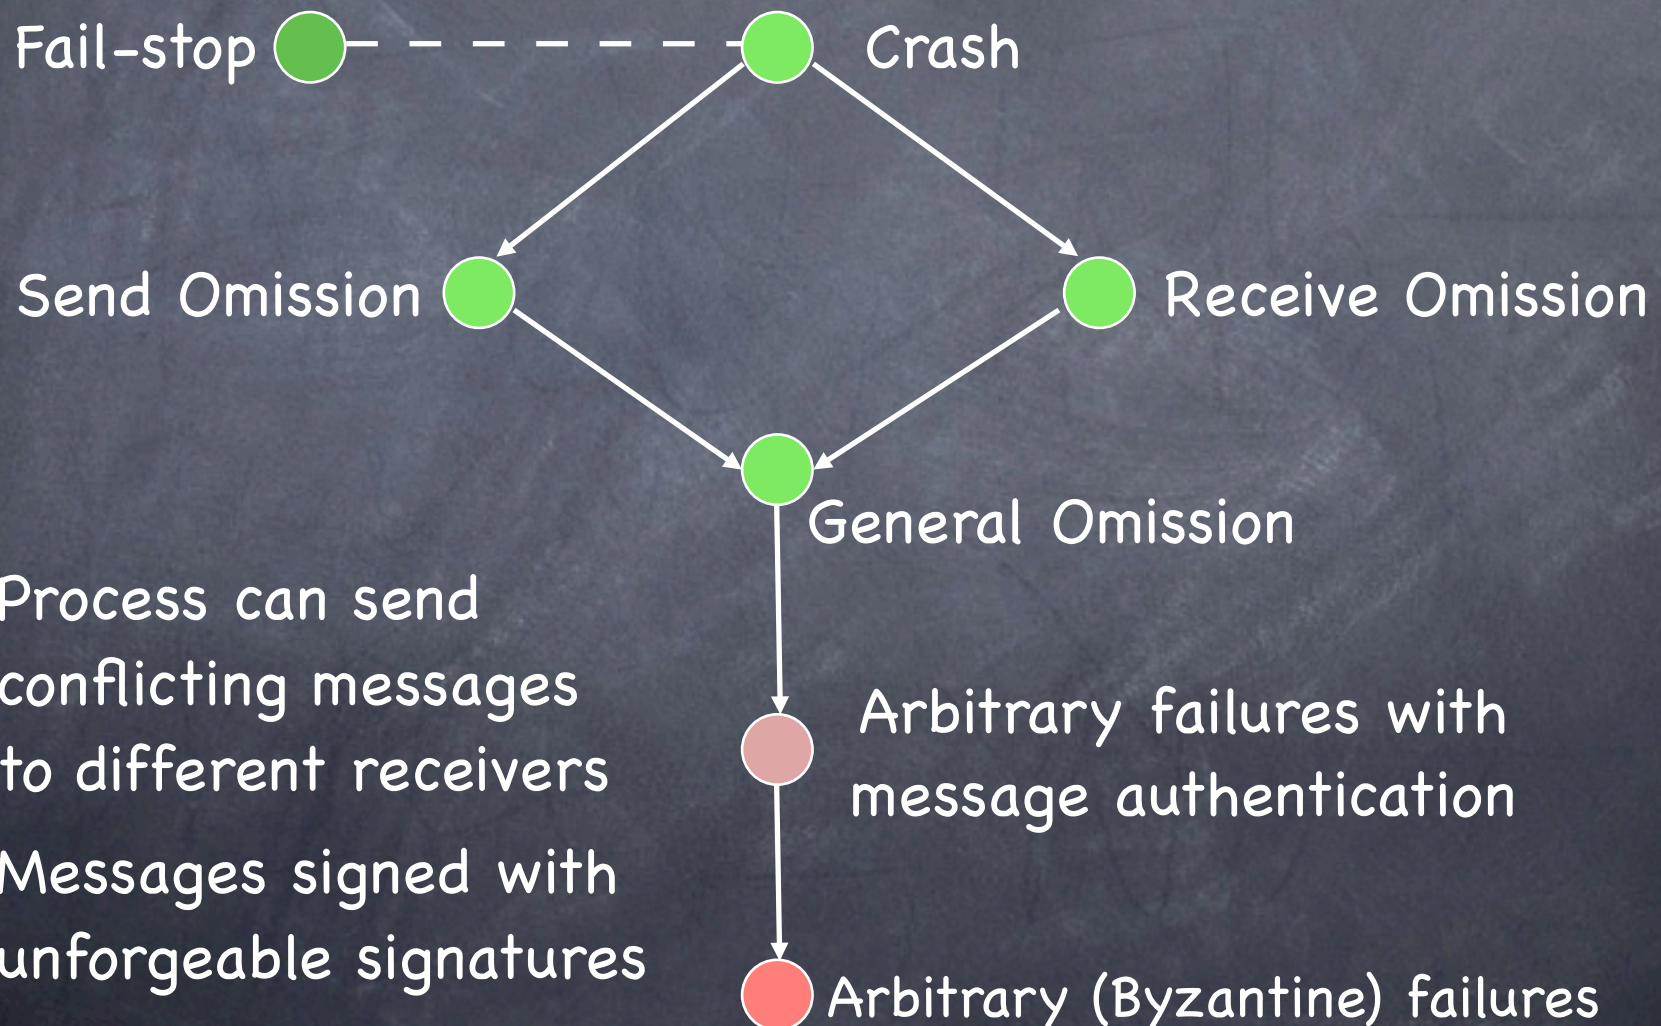 Fail-stop
Crash
Send Omission
Receive Omission
General Omission
Process can send
conflicting messages
to different receivers
Arbitrary failures with
message authentication
Messages signed with
unforgeable signatures
Arbitrary (Byzantine) failures